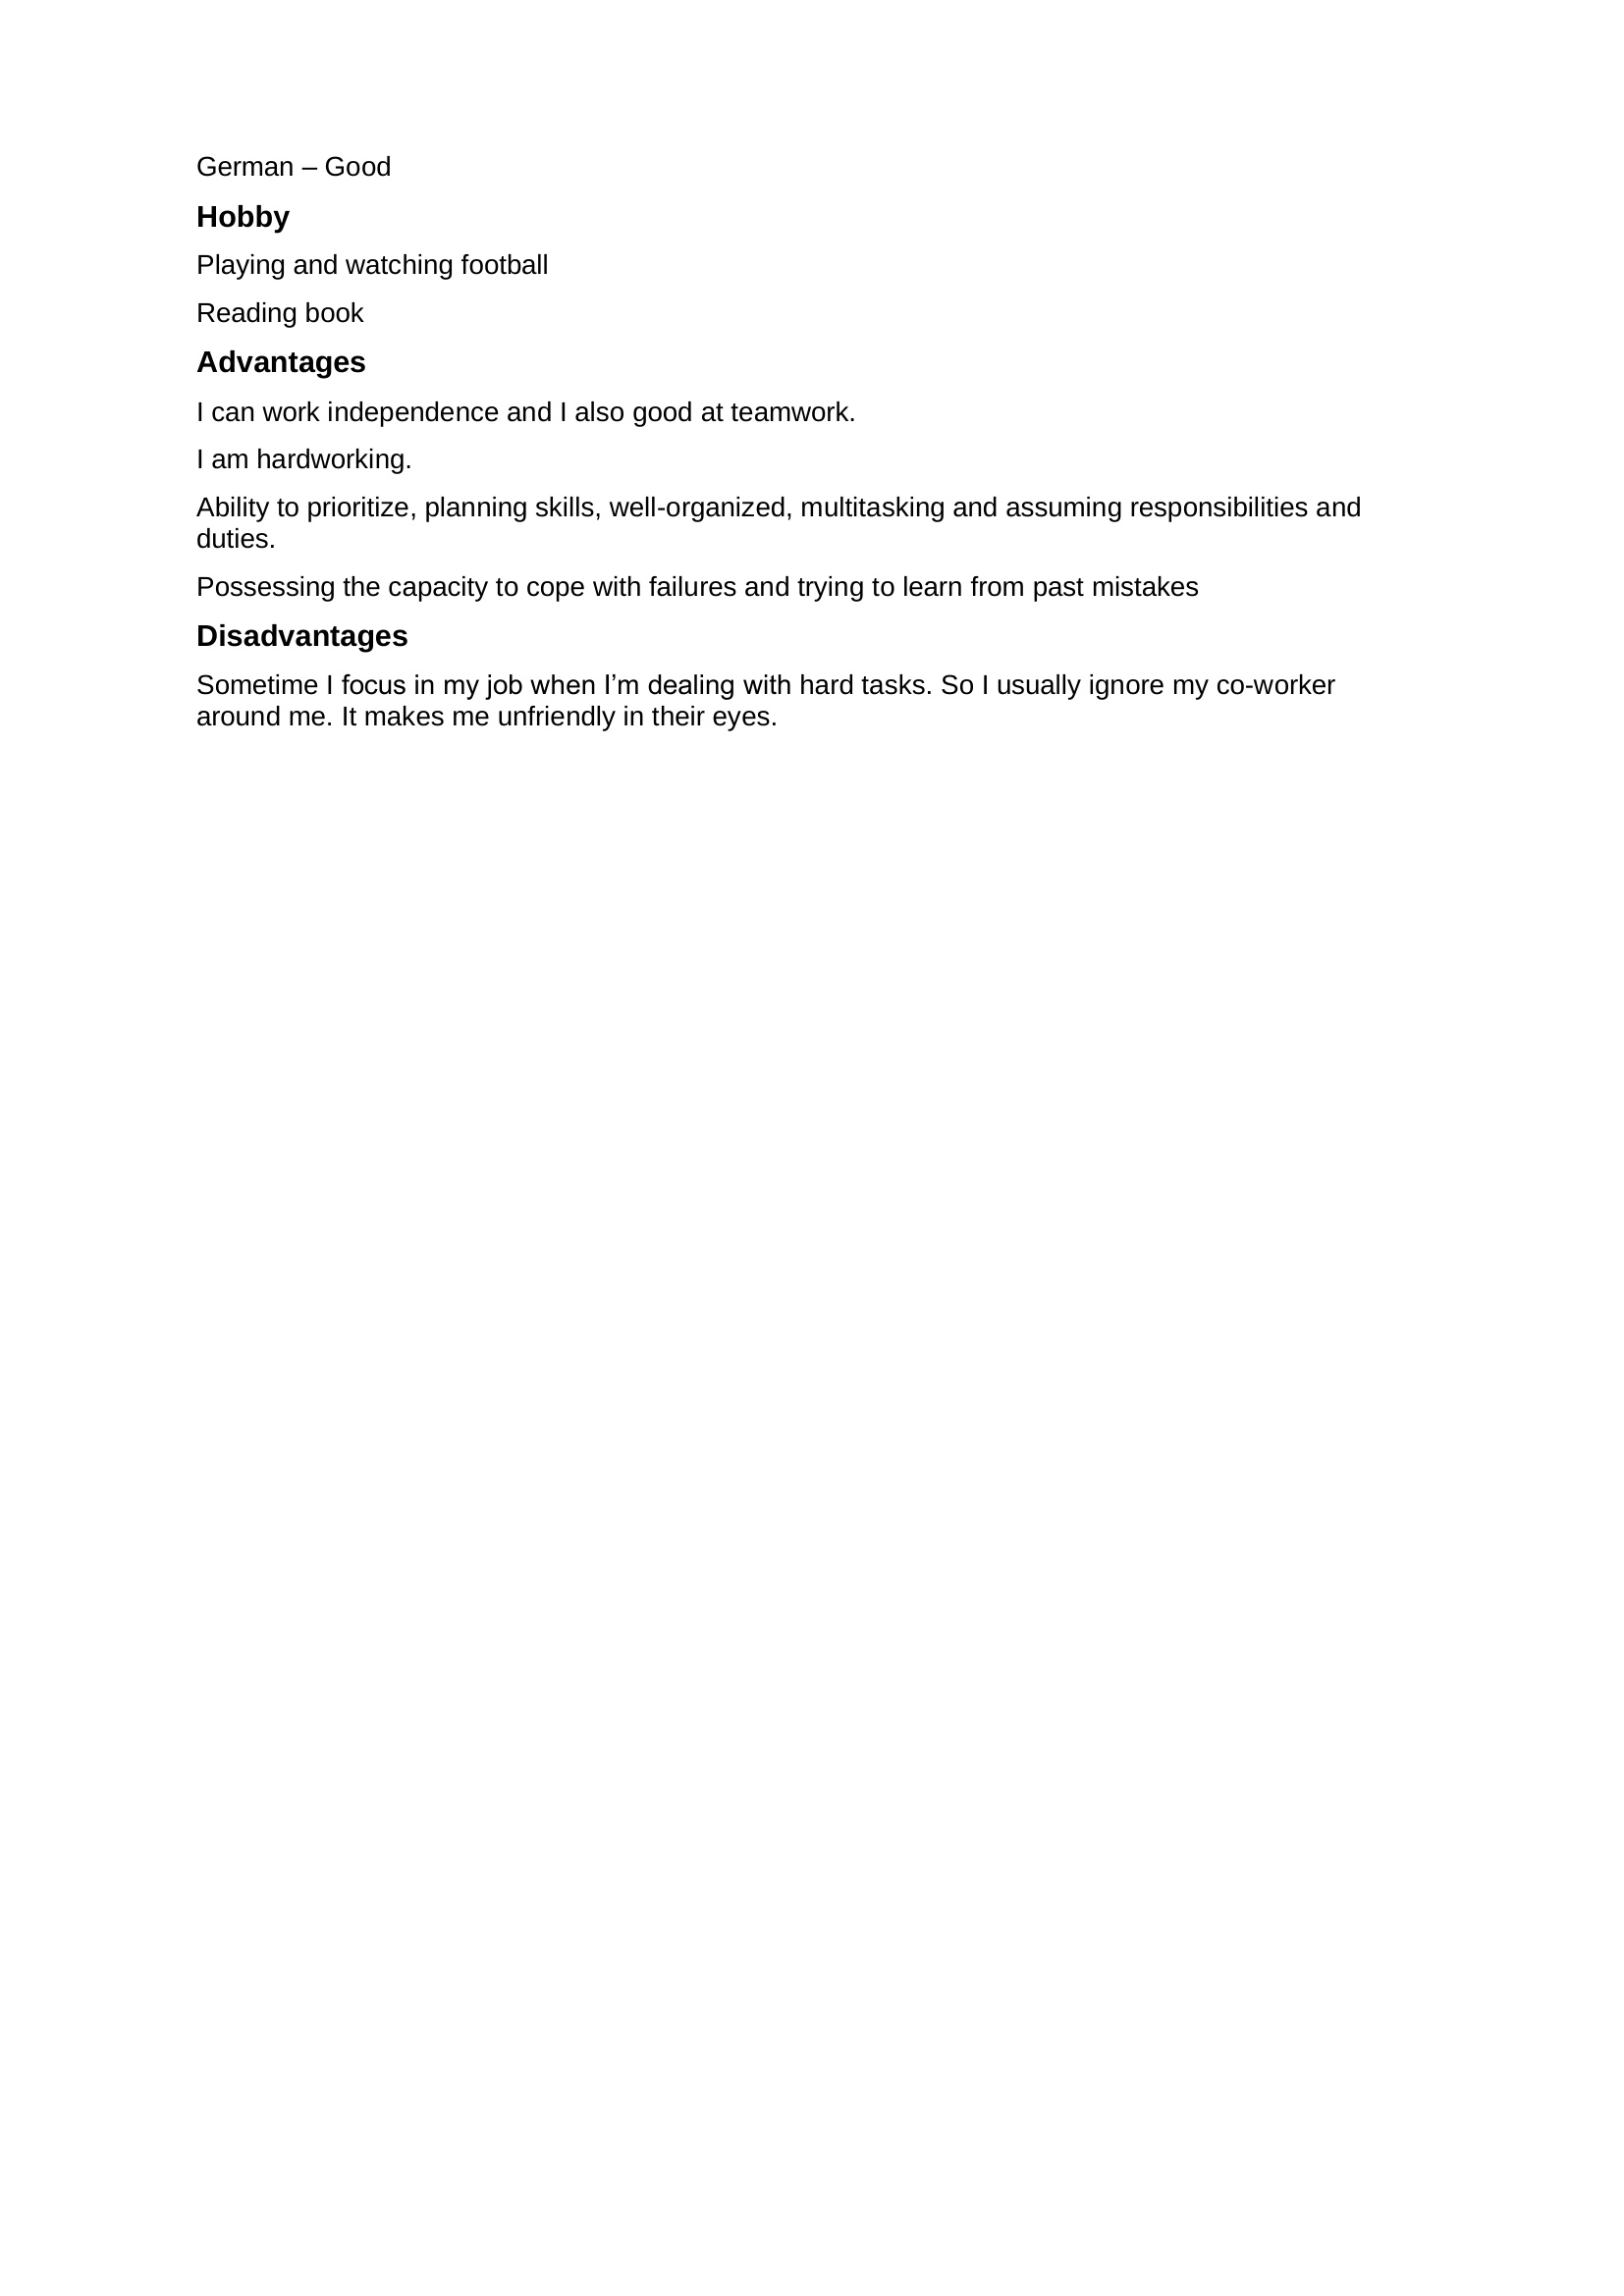 German – Good
Hobby
Playing and watching football
Reading book
Advantages
I can work independence and I also good at teamwork.
I am hardworking.
Ability to prioritize, planning skills, well-organized, multitasking and assuming responsibilities and
duties.
Possessing the capacity to cope with failures and trying to learn from past mistakes
Disadvantages
Sometime I focus in my job when I’m dealing with hard tasks. So I usually ignore my co-worker
around me. It makes me unfriendly in their eyes.